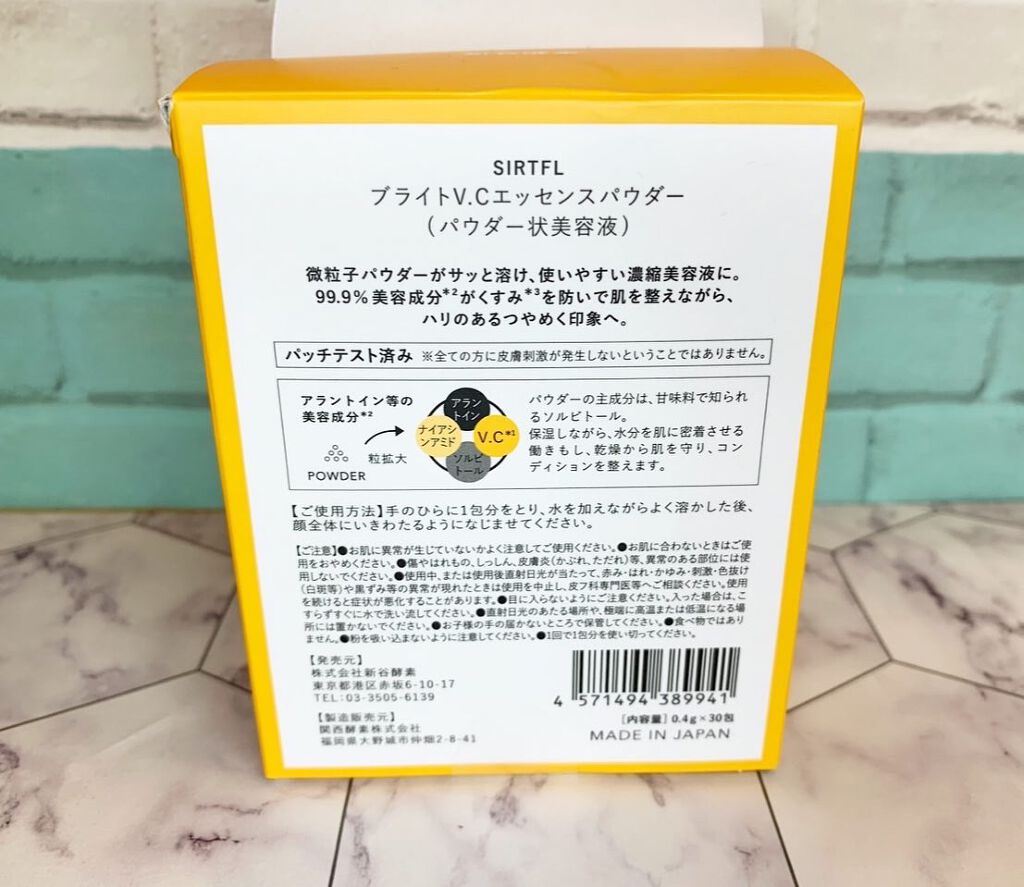 SIRTFL
ブライトV.Cエッセンスパウダー
（パウダー状美容液）
微粒子パウダーがサッと溶け、使いやすい濃縮美容液に。
99.9%美容成分*2がくすみ*3を防いで肌を整えながら、
ハリのあるつやめく印象へ。
パッチテスト済み ※全ての方に皮膚刺激が発生しないということではありません。
アラントイン等の
美容成分*2
POWDER
粒拡大
アラン
トイン
ナイアシ
ンアミド
V.C*1
ソルビ
トール
パウダーの主成分は、甘味料で知られ
るソルビトール。
保湿しながら、水分を肌に密着させる
働きもし、乾燥から肌を守り、コン
ディションを整えます。
【ご使用方法】手のひらに1包分をとり、水を加えながらよく溶かした後、
顔全体にいきわたるようになじませてください。
【ご注意】●お肌に異常が生じていないかよく注意してご使用ください。●お肌に合わないときはご使
用をおやめください。●傷やはれもの、しっしん、皮膚炎（かぶれ、ただれ）等、異常のある部位には使
用しないでください。●使用中、または使用後直射日光が当たって、赤み・はれ・かゆみ・刺激・色抜け
（白斑等）や黒ずみ等の異常が現れたときは使用を中止し、皮フ科専門医等へご相談ください。使用
を続けると症状が悪化することがあります。●目に入らないようにご注意ください。入った場合は、こ
すらずすぐに水で洗い流してください。●直射日光のあたる場所や、極端に高温または低温になる場
所には置かないでください。●お子様の手の届かないところで保管してください。●食べ物ではあり
ません。●粉を吸い込まないように注意してください。●1回で1包分を使い切ってください。
【発売元】
株式会社新谷酵素
東京都港区赤坂6-10-17
TEL:03-3505-6139
【製造販売元】
関西酵素株式会社
福岡県大野城市仲畑2-8-41
4 571494 389941
［内容量］0.4g×30包
MADE IN JAPAN